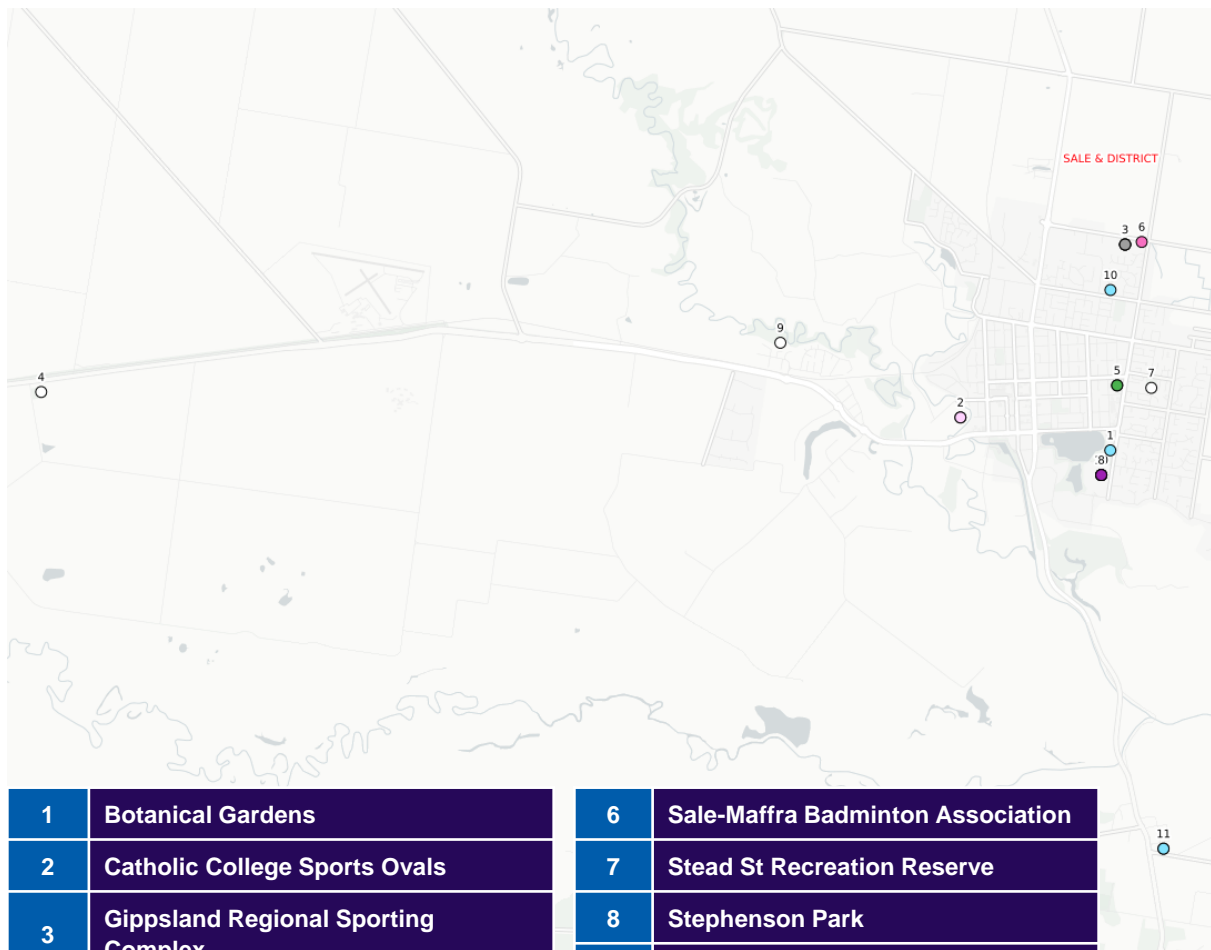 SALE & DISTRICT
3 6
10
9
4
5 7
2
1
8
11
1 Botanical Gardens
2 Catholic College Sports Ovals
3 Gippsland Regional Sporting
Complex
6 Sale-Maffra Badminton Association
7 Stead St Recreation Reserve
8 Stephenson Park